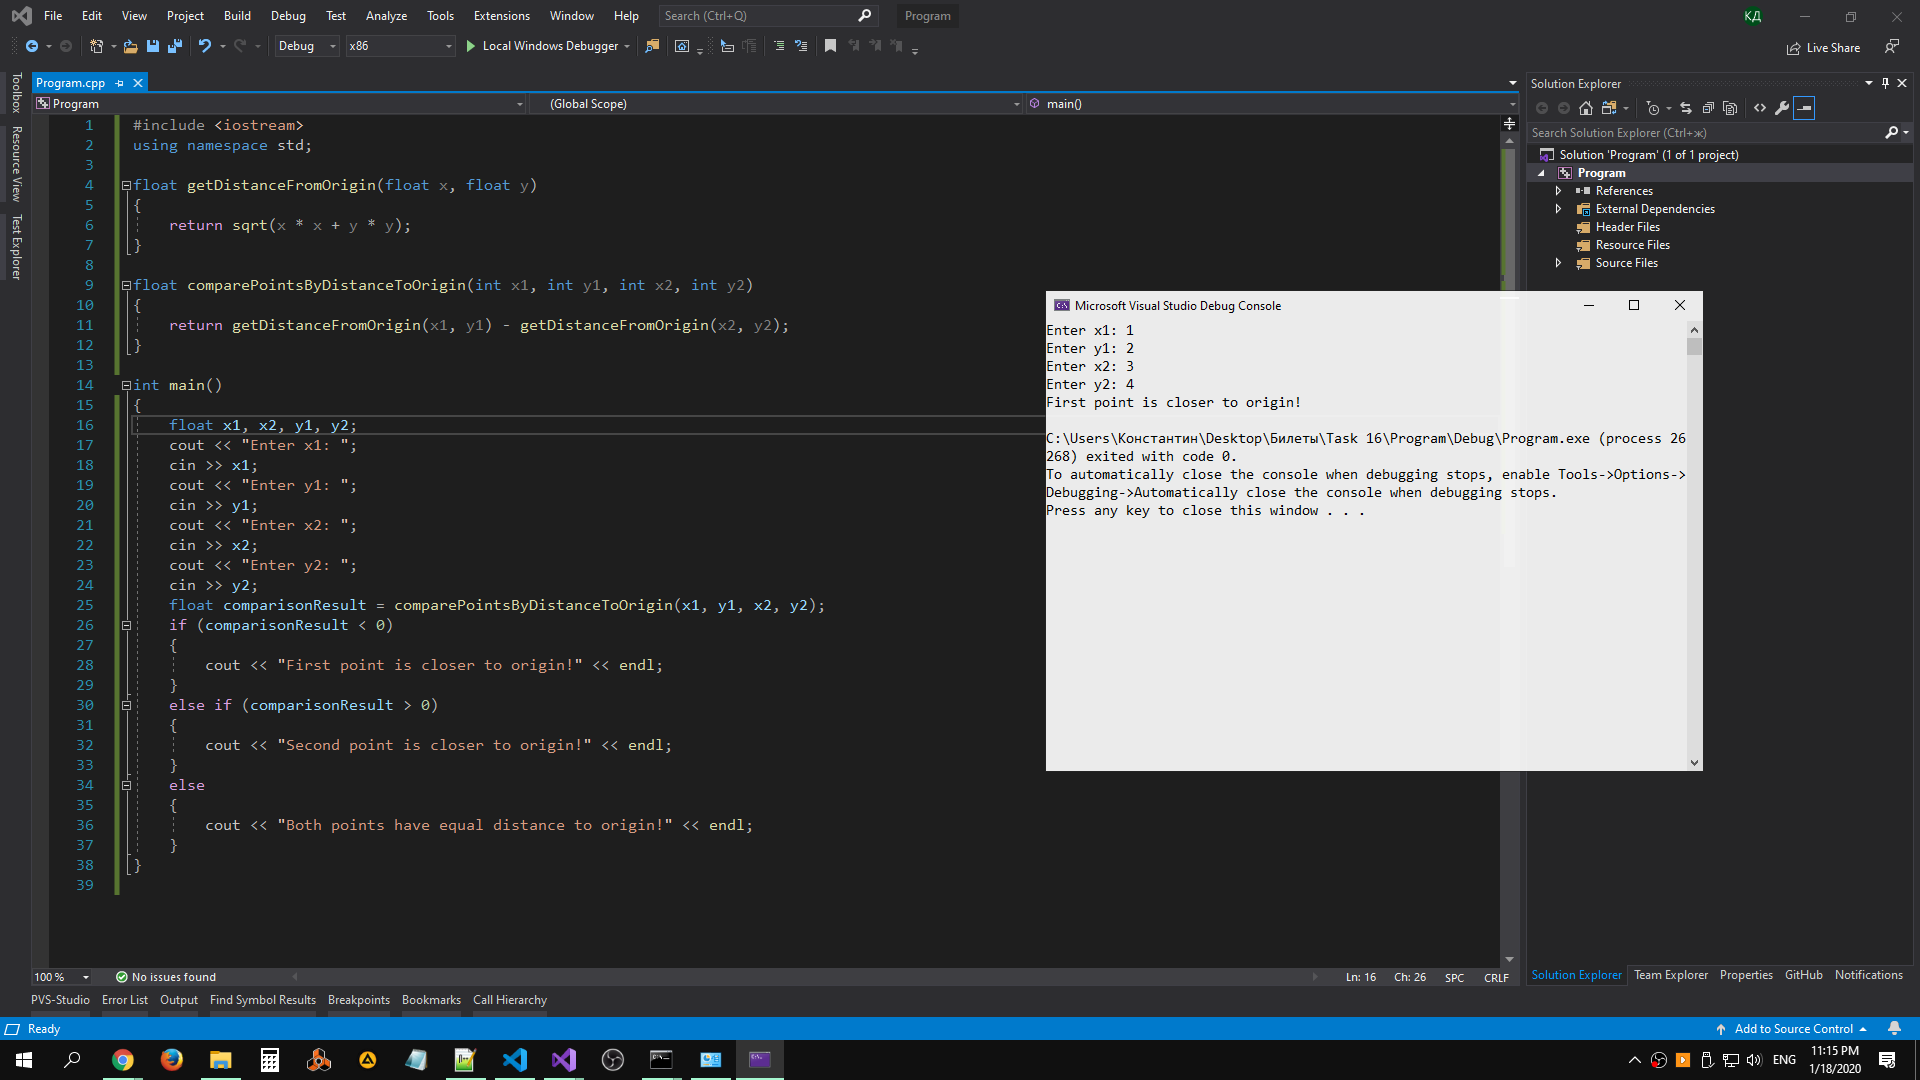 File Edit View Project Build Debug Test Analyze Tools Extensions Window Help Search (Ctrl+Q) Program КД
Debug x86 Local Windows Debugger Live Share
Toolbox
Resource View
Test Explorer
Program.cpp
Program (Global Scope) main()
1 #include <iostream>
2 using namespace std;
3
4 float getDistanceFromOrigin(float x, float y)
5 {
6 return sqrt(x * x + y * y);
7 }
8
9 float comparePointsByDistanceToOrigin(int x1, int y1, int x2, int y2)
10 {
11 return getDistanceFromOrigin(x1, y1) - getDistanceFromOrigin(x2, y2);
12 }
13
14 int main()
15 {
16 float x1, x2, y1, y2;
17 cout << "Enter x1: ";
18 cin >> x1;
19 cout << "Enter y1: ";
20 cin >> y1;
21 cout << "Enter x2: ";
22 cin >> x2;
23 cout << "Enter y2: ";
24 cin >> y2;
25 float comparisonResult = comparePointsByDistanceToOrigin(x1, y1, x2, y2);
26 if (comparisonResult < 0)
27 {
28 cout << "First point is closer to origin!" << endl;
29 }
30 else if (comparisonResult > 0)
31 {
32 cout << "Second point is closer to origin!" << endl;
33 }
34 else
35 {
36 cout << "Both points have equal distance to origin!" << endl;
37 }
38 }
39
Microsoft Visual Studio Debug Console
Enter x1: 1
Enter y1: 2
Enter x2: 3
Enter y2: 4
First point is closer to origin!
C:\Users\Константин\Desktop\Билеты\Task 16\Program\Debug\Program.exe (process 26
268) exited with code 0.
To automatically close the console when debugging stops, enable Tools->Options->
Debugging->Automatically close the console when debugging stops.
Press any key to close this window . . .
Solution Explorer
Search Solution Explorer (Ctrl+ж)
Solution 'Program' (1 of 1 project)
Program
References
External Dependencies
Header Files
Resource Files
Source Files
100 % No issues found Ln: 16 Ch: 26 SPC CRLF
Solution Explorer Team Explorer Properties GitHub Notifications
PVS-Studio Error List Output Find Symbol Results Breakpoints Bookmarks Call Hierarchy
Ready Add to Source Control
ENG 11:15 PM
1/18/2020